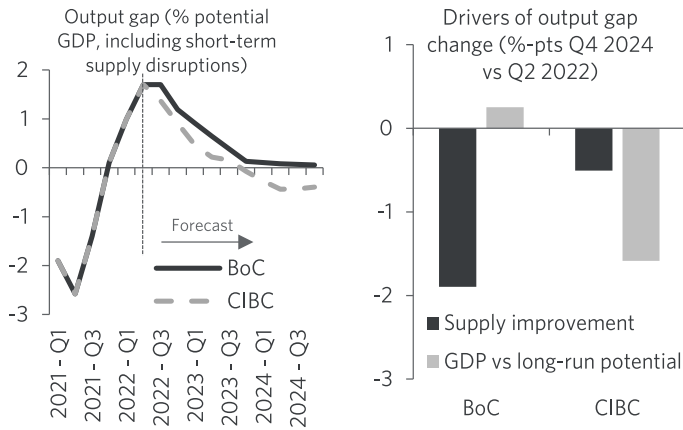 Output gap (% potential
GDP, including short-term
supply disruptions)
2
1
0
-1
-2
-3
Forecast
BoC
CIBC
2021 - Q1
2021 - Q3
2022 - Q1
2022 - Q3
2023 - Q1
2023 - Q3
2024 - Q1
2024 - Q3
Drivers of output gap
change (%-pts Q4 2024
vs Q2 2022)
1
0
-1
-2
-3
Supply improvement
GDP vs long-run potential
BoC
CIBC